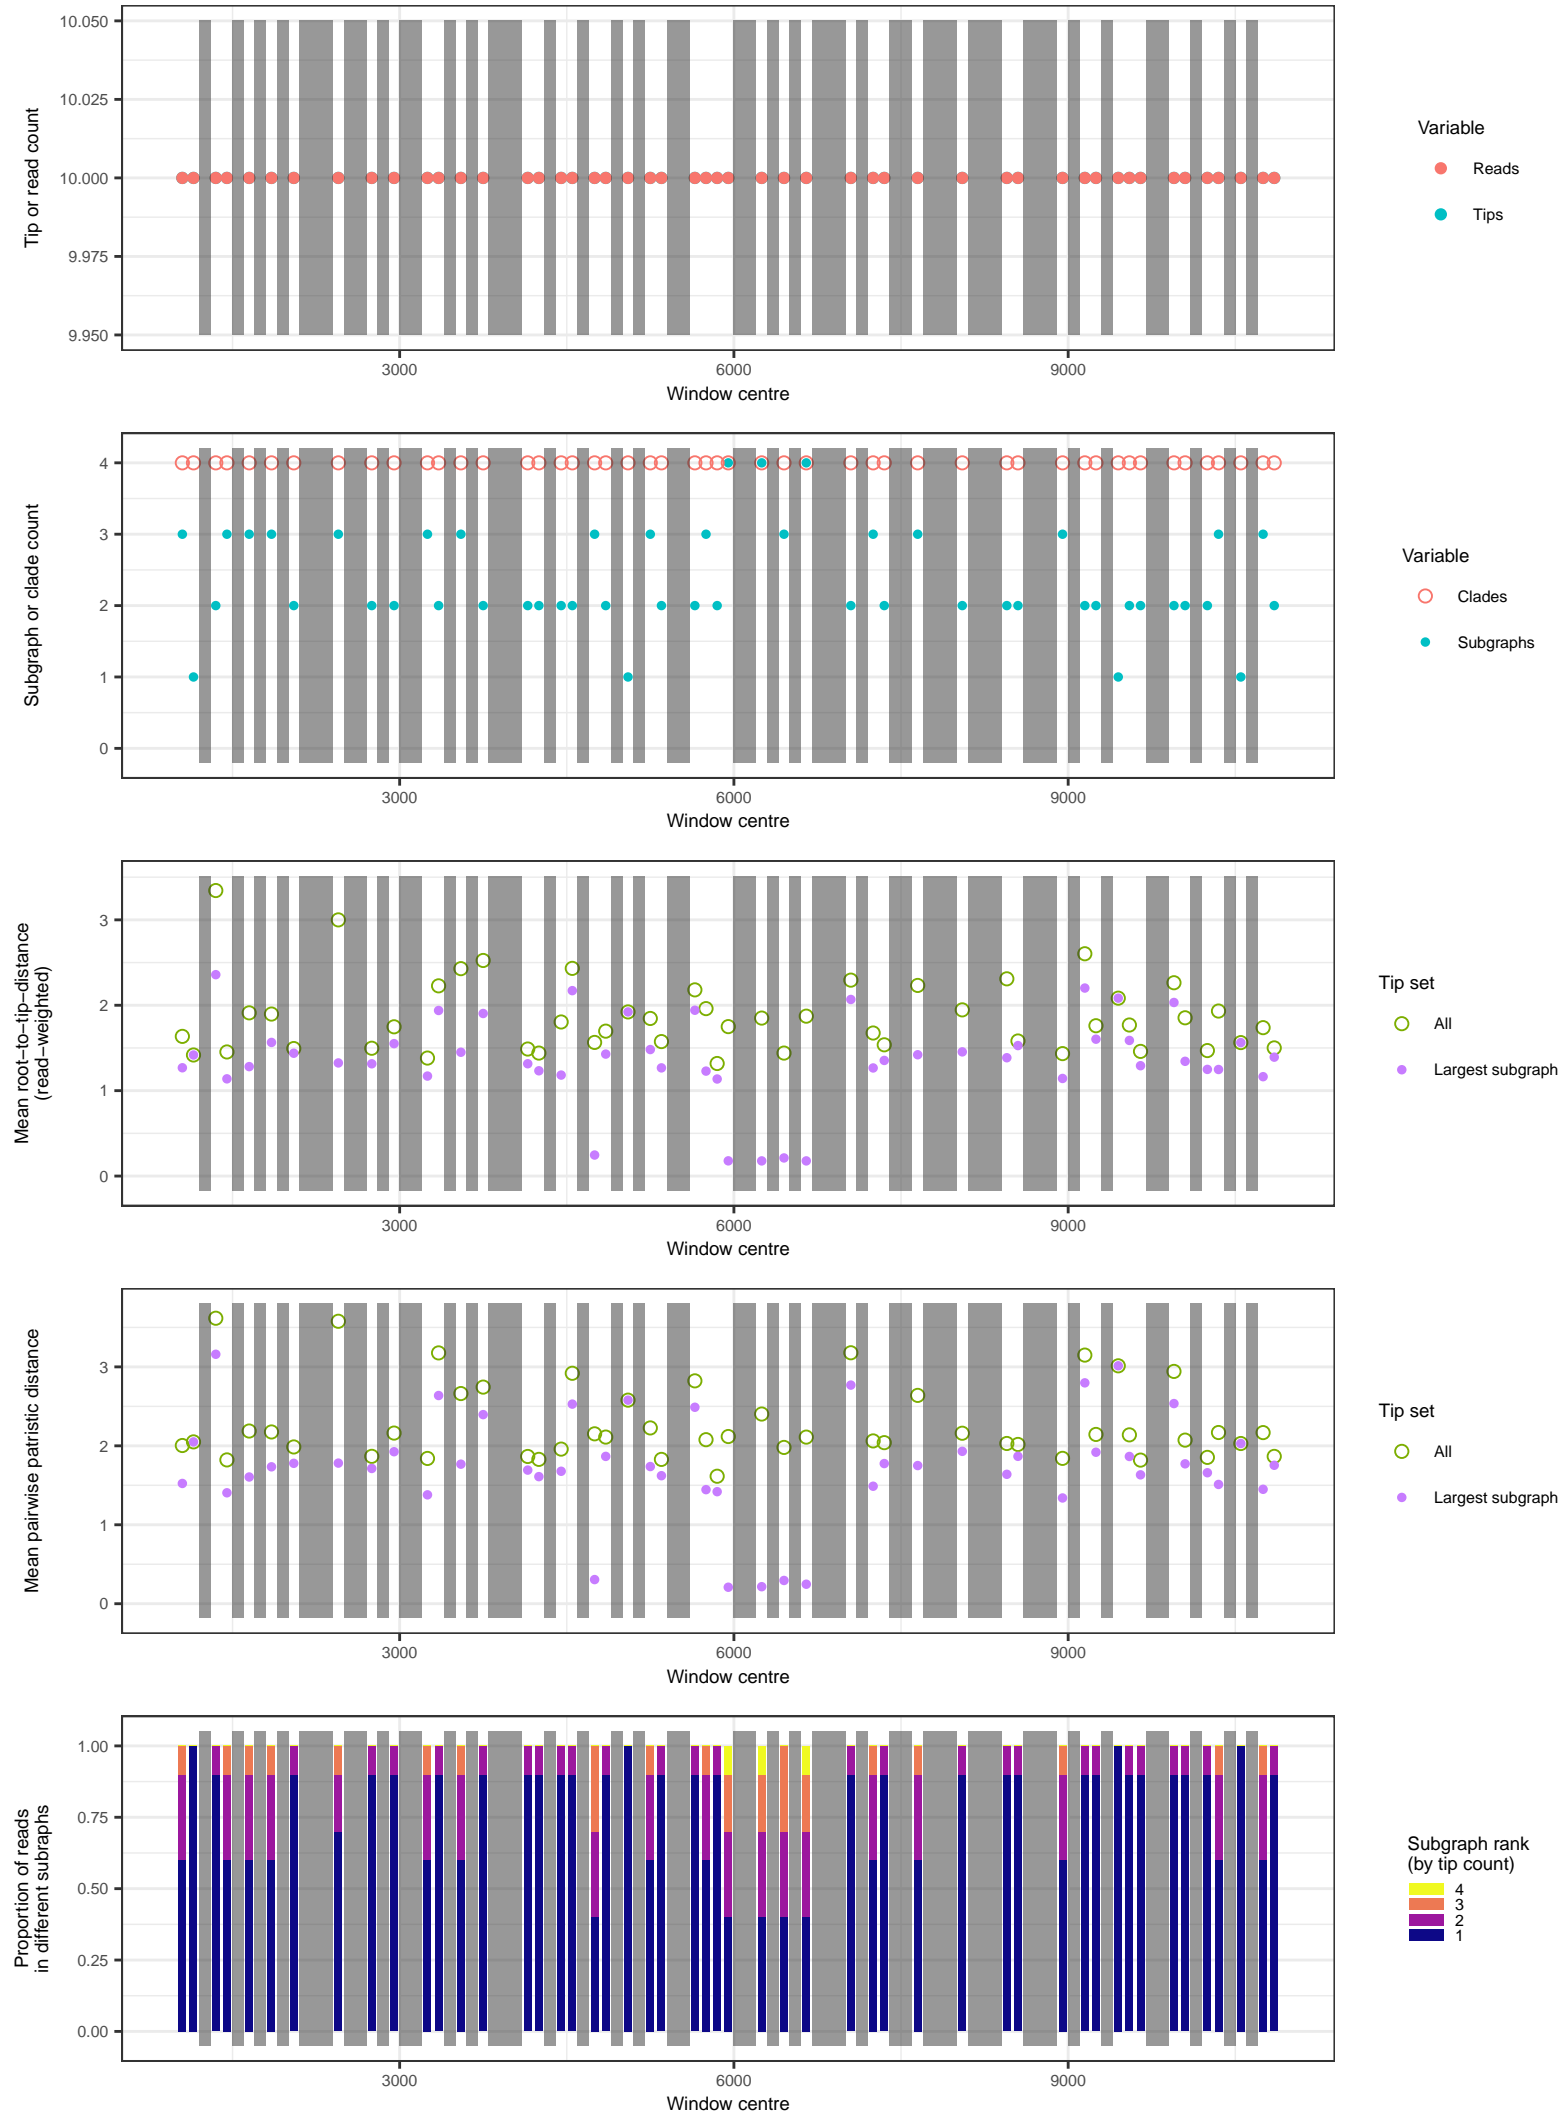 10.050
10.025
10.000
9.975
9.950
Tip or read count
3000 6000 9000
Window centre
Variable
Reads
Tips
4
3
2
1
0
Subgraph or clade count
3000 6000 9000
Window centre
Variable
Clades
Subgraphs
3
2
1
0
Mean root−to−tip−distance
(read−weighted)
3000 6000 9000
Window centre
Tip set
All
Largest subgraph
3
2
1
0
Mean pairwise patristic distance
3000 6000 9000
Window centre
Tip set
All
Largest subgraph
1.00
0.75
0.50
0.25
0.00
Proportion of reads
in different subraphs
3000 6000 9000
Window centre
Subgraph rank
(by tip count)
4
3
2
1